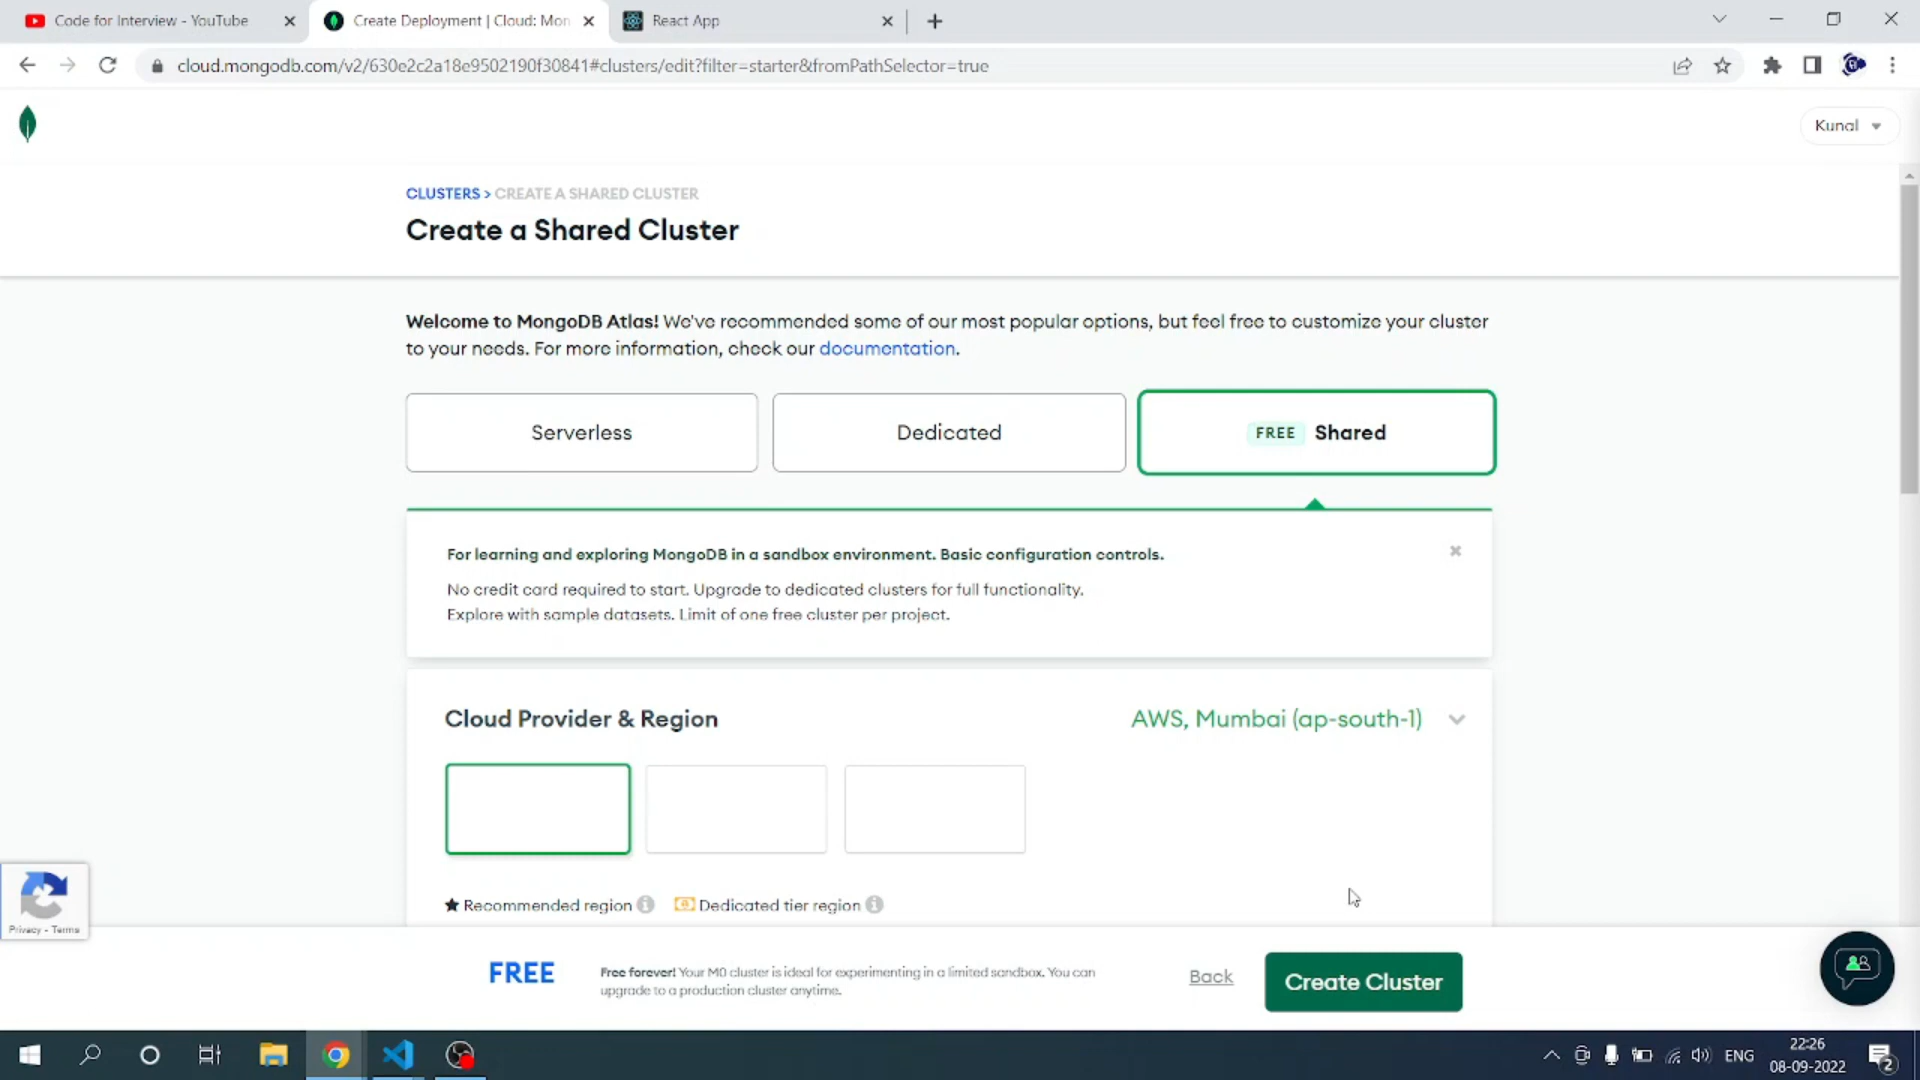 Code for Interview - YouTube
Create Deployment | Cloud: Mon
React App
cloud.mongodb.com/v2/630e2c2a18e9502190f30841#clusters/edit?filter=starter&fromPathSelector=true
Kunal
CLUSTERS > CREATE A SHARED CLUSTER
Create a Shared Cluster
Welcome to MongoDB Atlas! We've recommended some of our most popular options, but feel free to customize your cluster
to your needs. For more information, check our documentation.
Serverless
Dedicated
FREE Shared
For learning and exploring MongoDB in a sandbox environment. Basic configuration controls.
No credit card required to start. Upgrade to dedicated clusters for full functionality.
Explore with sample datasets. Limit of one free cluster per project.
Cloud Provider & Region
AWS, Mumbai (ap-south-1)
Recommended region
Dedicated tier region
Privacy - Terms
FREE
Free forever! Your M0 cluster is ideal for experimenting in a limited sandbox. You can
upgrade to a production cluster anytime.
Back
Create Cluster
ENG
22:26
08-09-2022
2